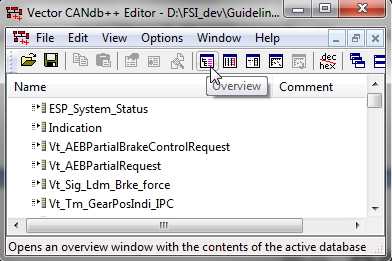 Vector CANdb++ Editor - D:\FSI_dev\Guidelin...
File Edit View Options Window Help
dec
hex
Overview
Name Comment
ESP_System_Status
Indication
Vt_AEBPartialBrakeControlRequest
Vt_AEBPartialRequest
Vt_Sig_Ldm_Brke_force
Vt_Tm_GearPosIndi_IPC
Opens an overview window with the contents of the active database